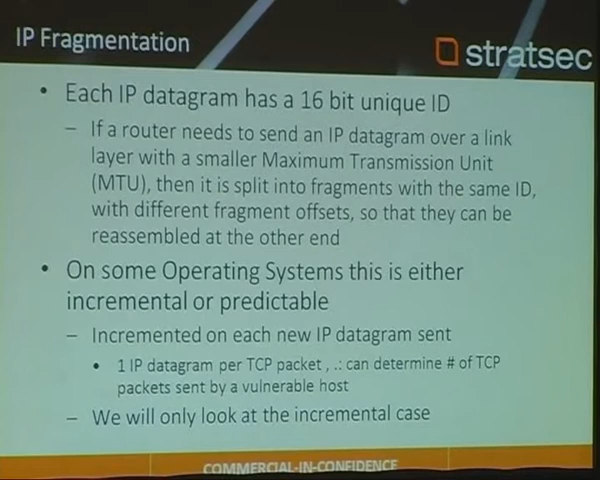 IP Fragmentation
stratsec
• Each IP datagram has a 16 bit unique ID
– If a router needs to send an IP datagram over a link
layer with a smaller Maximum Transmission Unit
(MTU), then it is split into fragments with the same ID,
with different fragment offsets, so that they can be
reassembled at the other end
• On some Operating Systems this is either
incremental or predictable
– Incremented on each new IP datagram sent
• 1 IP datagram per TCP packet , .: can determine # of TCP
packets sent by a vulnerable host
– We will only look at the incremental case
COMMERCIAL-IN-CONFIDENCE